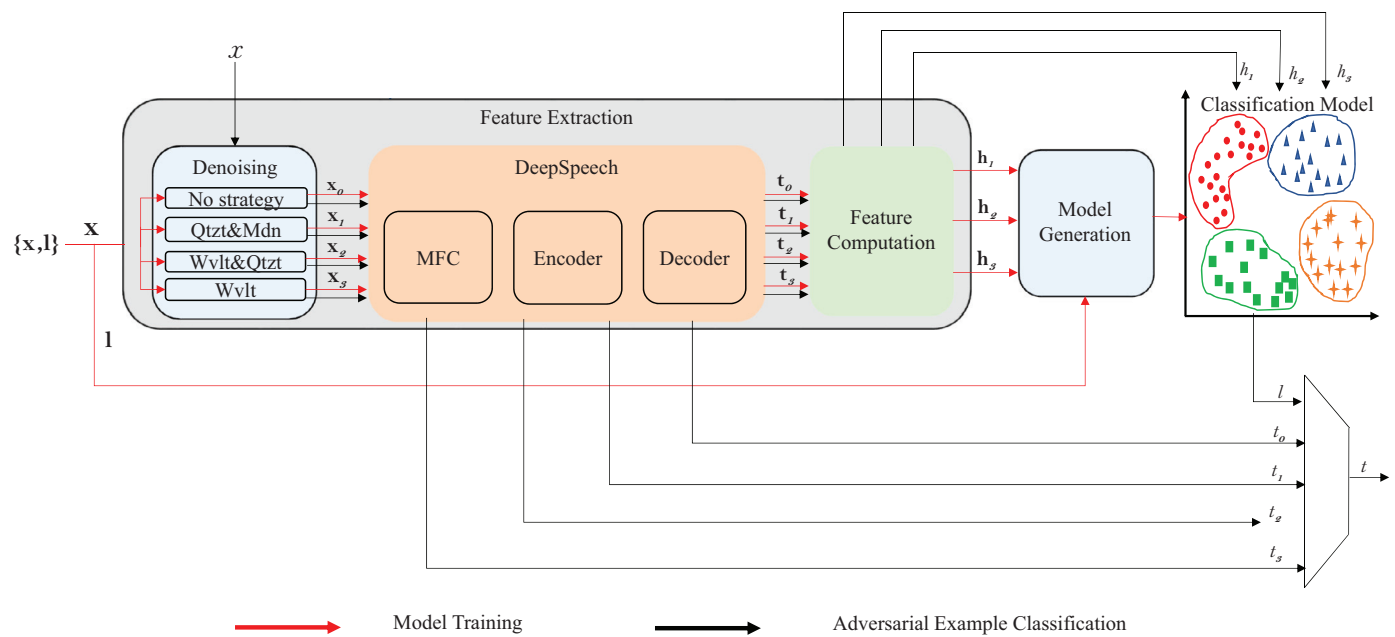 h₁
h₂
h₃
x
Classification Model
Feature Extraction
Denoising
DeepSpeech
No strategy
Qtzt&Mdn
Wvlt&Qtzt
Wvlt
x₀
x₁
x₂
x₃
MFC
Encoder
Decoder
t₀
t₁
t₂
t₃
Feature
Computation
h₁
h₂
h₃
Model
Generation
{x,l}
x
l
l
t₀
t₁
t₂
t₃
t
Model Training
Adversarial Example Classification